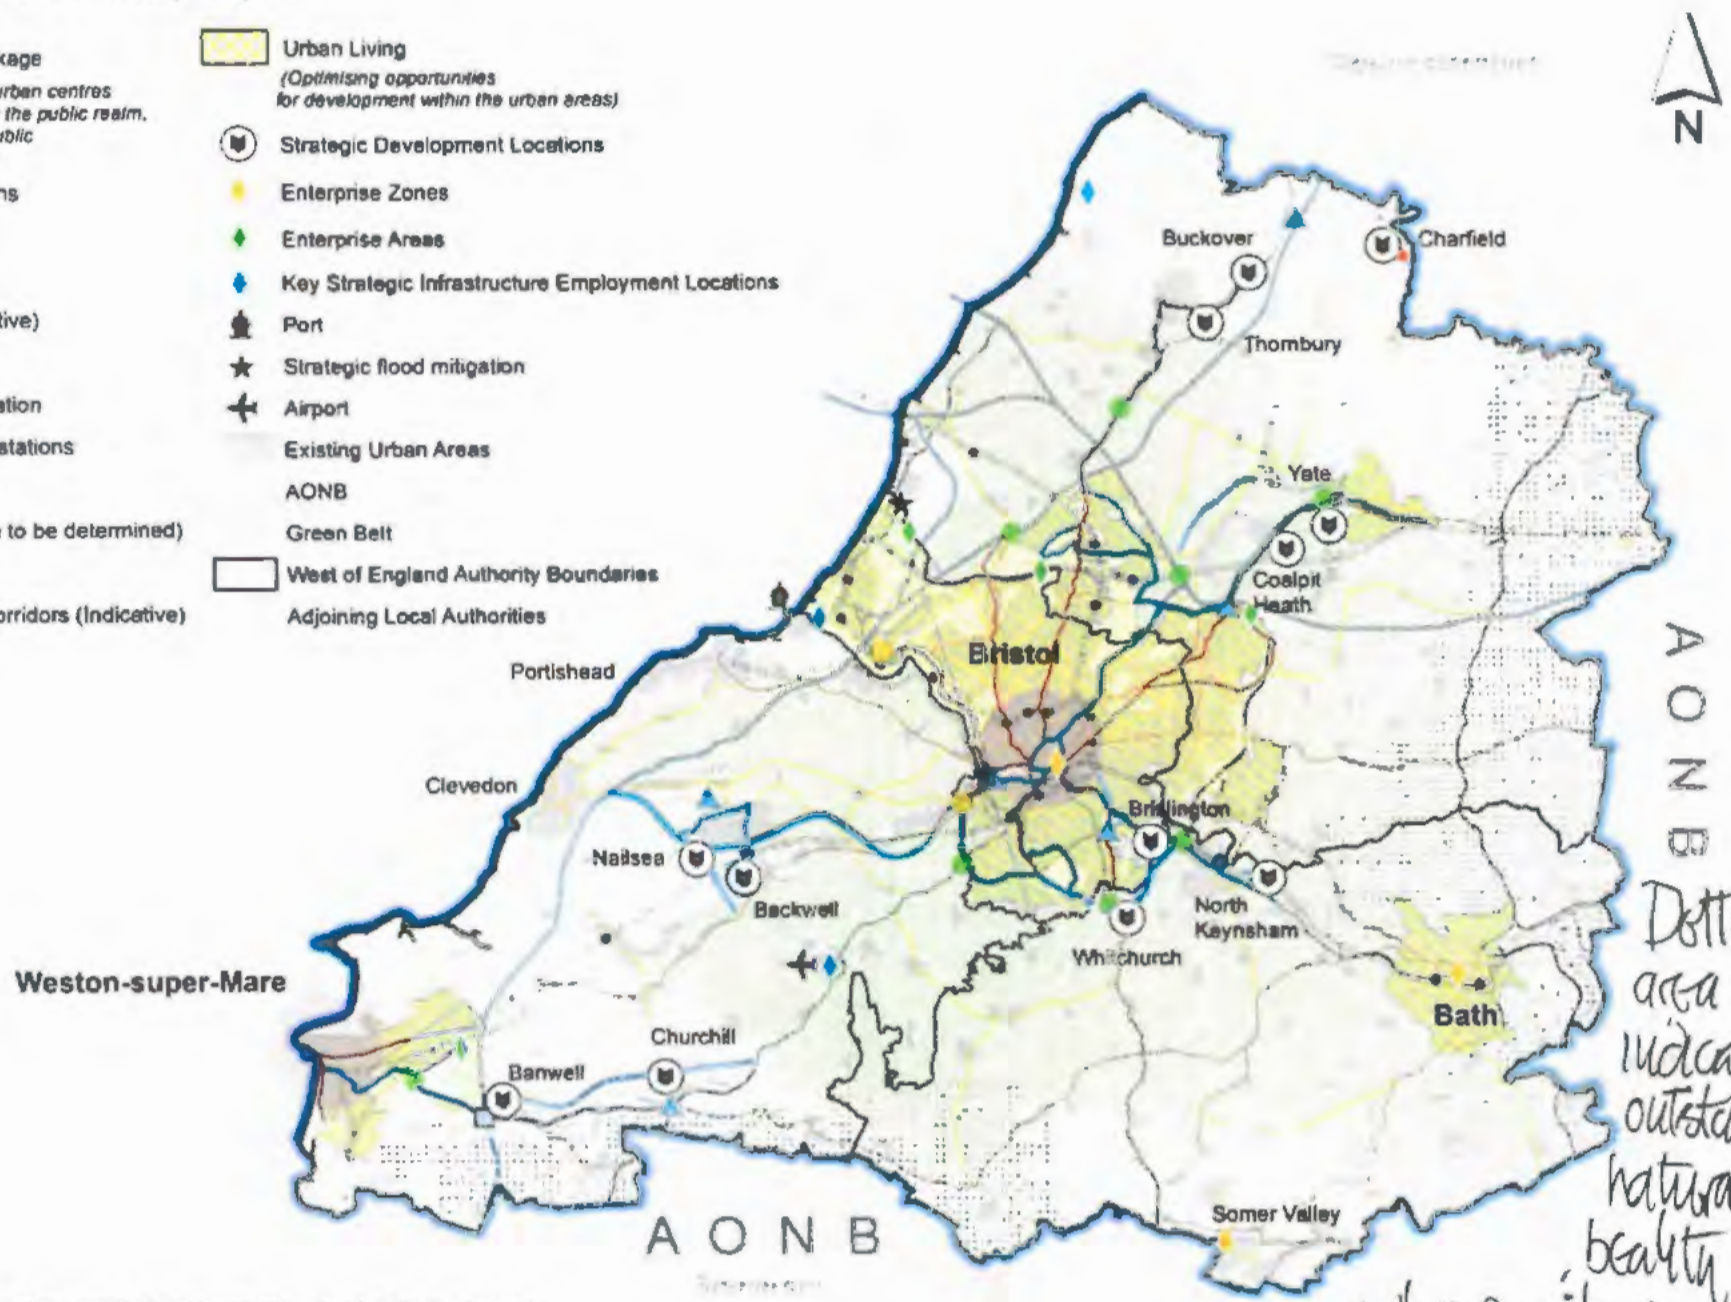 kage
urban centres
the public realm.
ublic
ns
tive)
ation
stations
to be determined)
orridors (Indicative)
Urban Living
(Optimising opportunities
for development within the urban areas)
Strategic Development Locations
Enterprise Zones
Enterprise Areas
Key Strategic Infrastructure Employment Locations
Port
Strategic flood mitigation
Airport
Existing Urban Areas
AONB
Green Belt
West of England Authority Boundaries
Adjoining Local Authorities
N
Buckover
Charfield
Thornbury
Yate
Coalpit
Heath
Bristol
Portishead
Clevedon
Brislington
Nailsea
Backwell
North
Keynsham
Whitchurch
Weston-super-Mare
Bath
Churchill
Banwell
Somer Valley
AONB
AONB
Dott
area
indica
outsta
natura
beauty